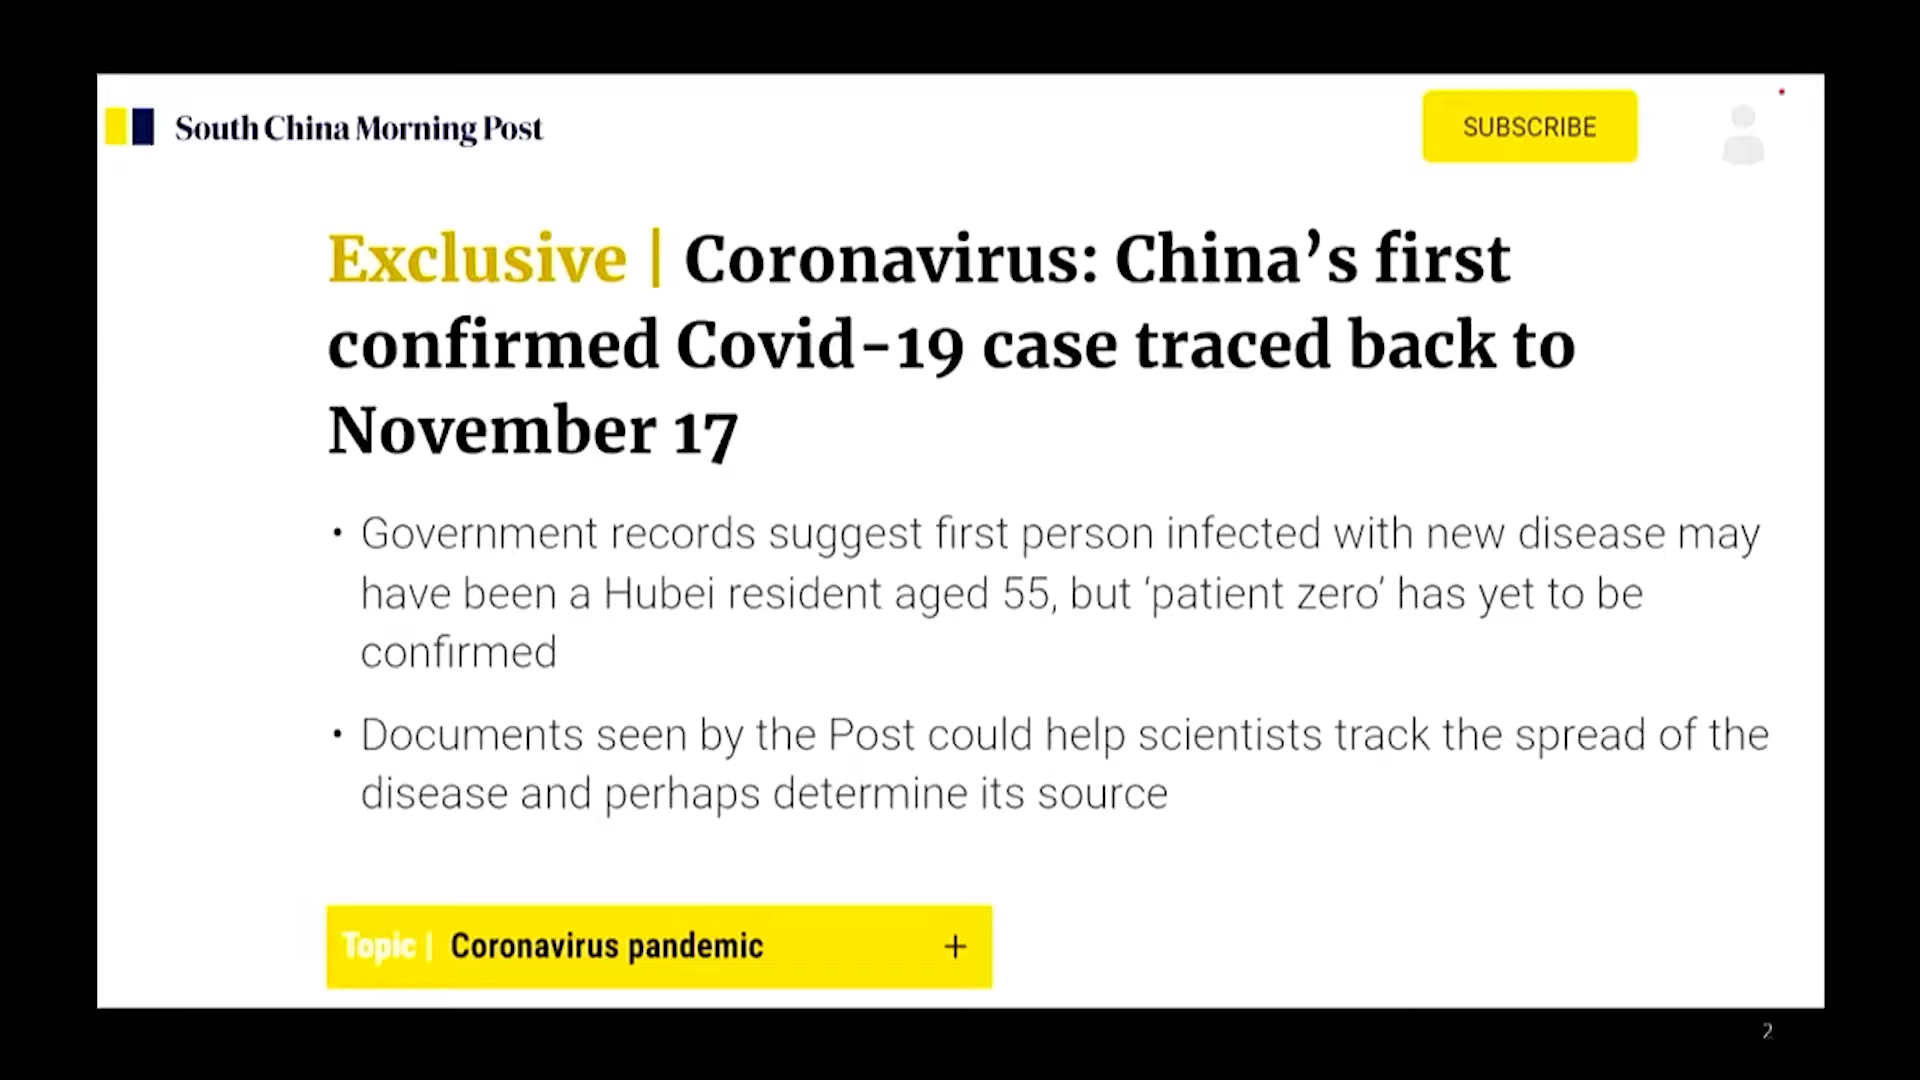 South China Morning Post
SUBSCRIBE
Exclusive | Coronavirus: China’s first
confirmed Covid-19 case traced back to
November 17
• Government records suggest first person infected with new disease may
have been a Hubei resident aged 55, but ‘patient zero’ has yet to be
confirmed
• Documents seen by the Post could help scientists track the spread of the
disease and perhaps determine its source
Topic | Coronavirus pandemic +
2